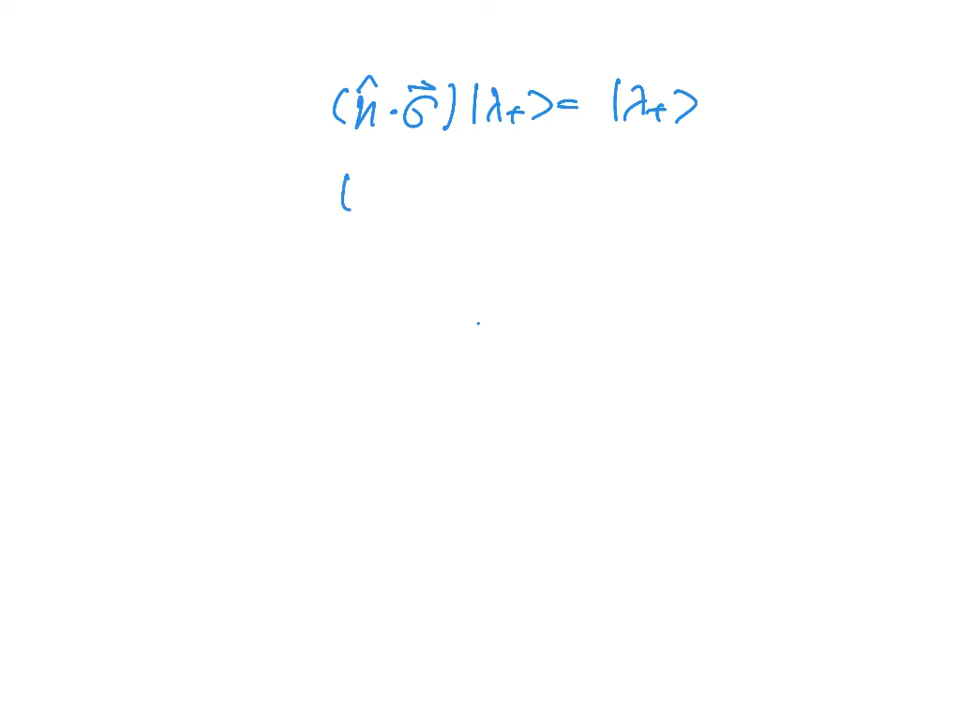 (n̂ · σ⃗) |λ₊> = |λ₊>
(